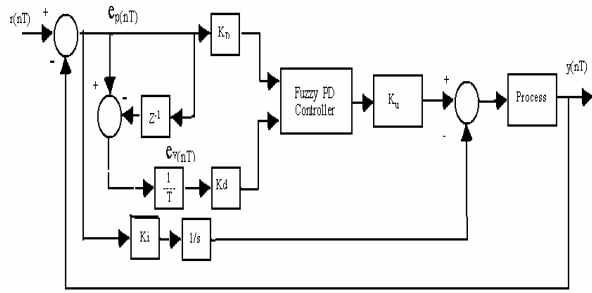 r(nT)
+
-
e_p(nT)
K_p
+
-
Z^-1
e_v(nT)
1
T
Kd
Ki
1/s
Fuzzy PD
Controller
K_u
+
-
Process
y(nT)